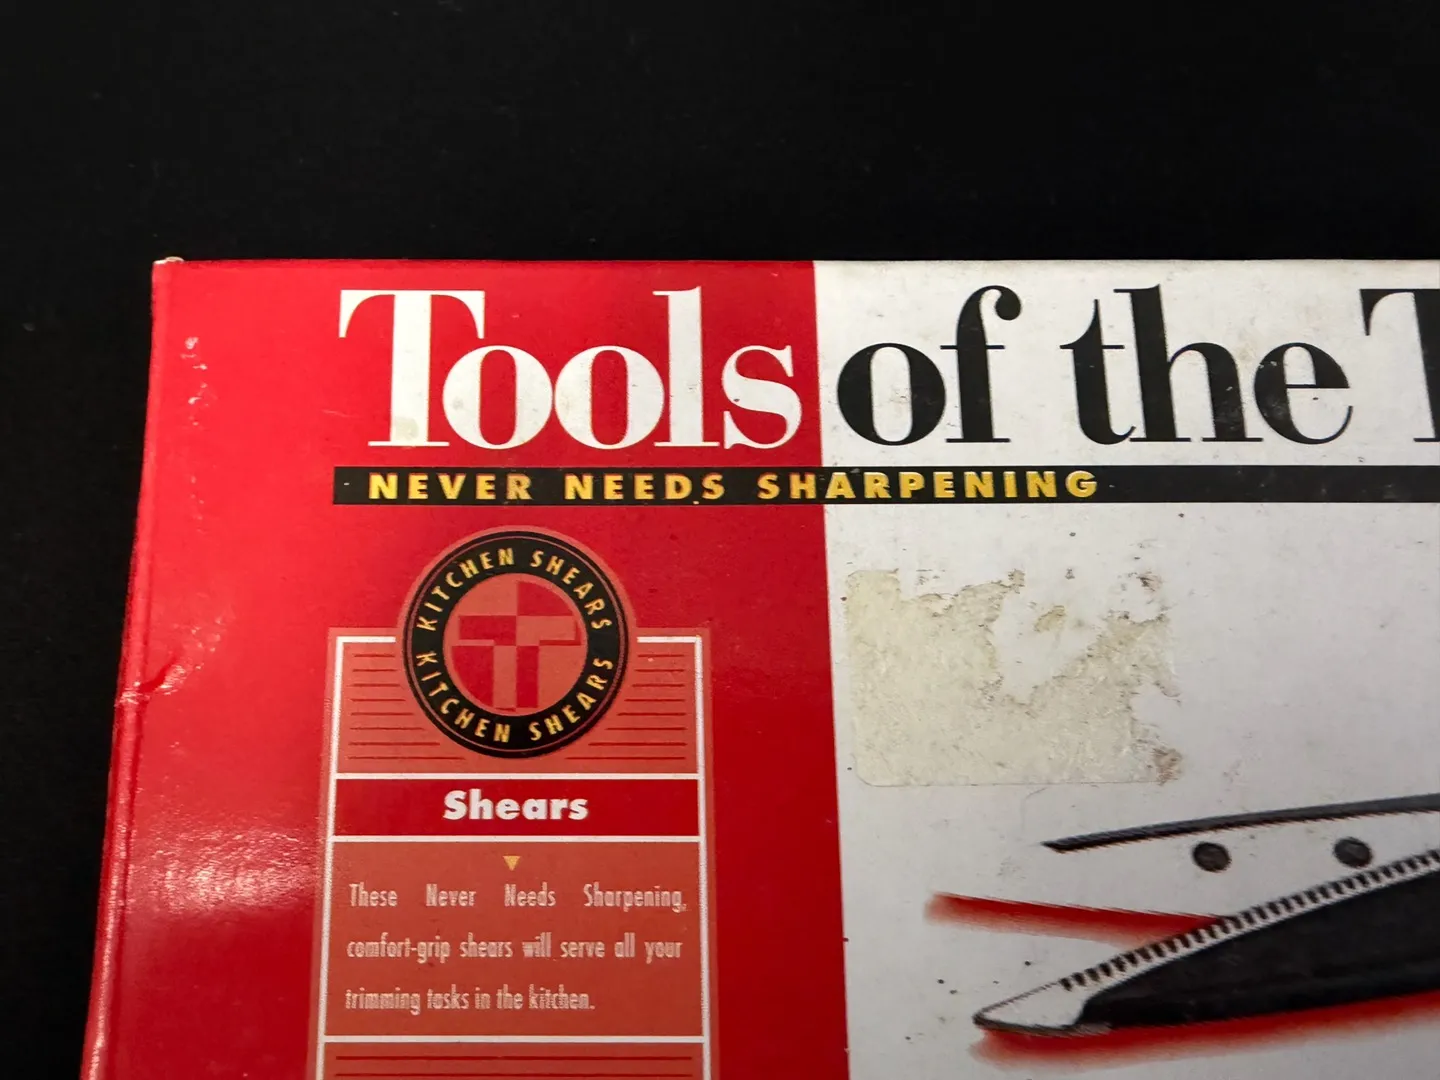 Tools of the T
NEVER NEEDS SHARPENING
KITCHEN SHEARS
KITCHEN SHEARS
Shears
These Never Needs Sharpening,
comfort-grip shears will serve all your
trimming tasks in the kitchen.